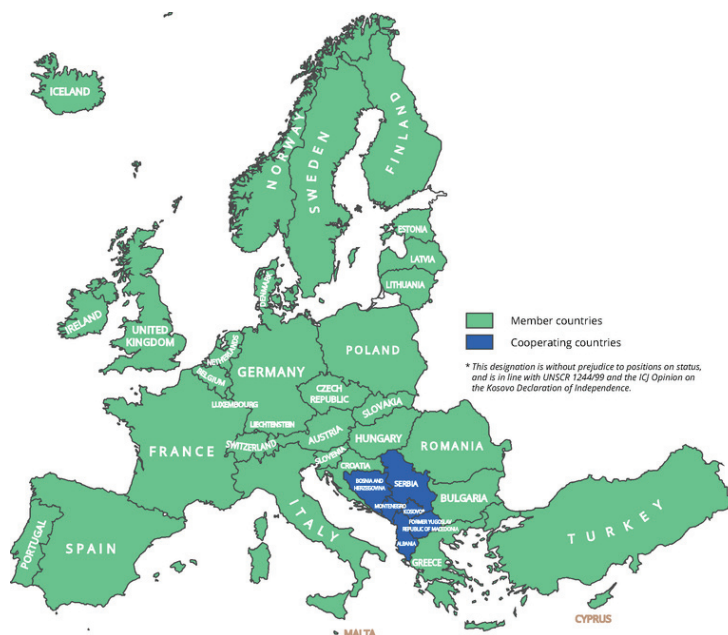 ICELAND
NORWAY
SWEDEN
FINLAND
ESTONIA
LATVIA
LITHUANIA
DENMARK
IRELAND
UNITED
KINGDOM
NETHERLANDS
BELGIUM
GERMANY
POLAND
LUXEMBOURG
CZECH
REPUBLIC
SLOVAKIA
LIECHTENSTEIN
FRANCE
SWITZERLAND
AUSTRIA
HUNGARY
ROMANIA
SLOVENIA
CROATIA
BOSNIA AND
HERZEGOVINA
SERBIA
BULGARIA
MONTENEGRO
KOSOVO*
FORMER YUGOSLAV
REPUBLIC OF MACEDONIA
ALBANIA
ITALY
PORTUGAL
SPAIN
GREECE
TURKEY
CYPRUS
MALTA
Member countries
Cooperating countries
* This designation is without prejudice to positions on status,
and is in line with UNSCR 1244/99 and the ICJ Opinion on
the Kosovo Declaration of Independence.